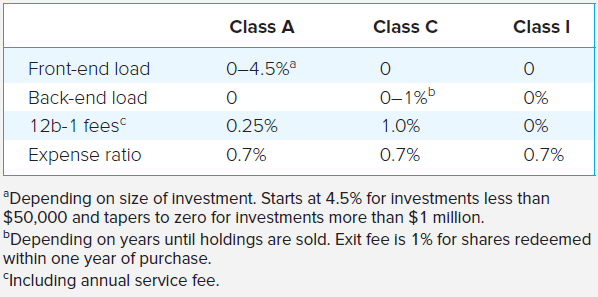 Class A Class C Class I
Front-end load 0–4.5%ᵃ 0 0
Back-end load 0 0–1%ᵇ 0%
12b-1 feesᶜ 0.25% 1.0% 0%
Expense ratio 0.7% 0.7% 0.7%
ᵃDepending on size of investment. Starts at 4.5% for investments less than
$50,000 and tapers to zero for investments more than $1 million.
ᵇDepending on years until holdings are sold. Exit fee is 1% for shares redeemed
within one year of purchase.
ᶜIncluding annual service fee.